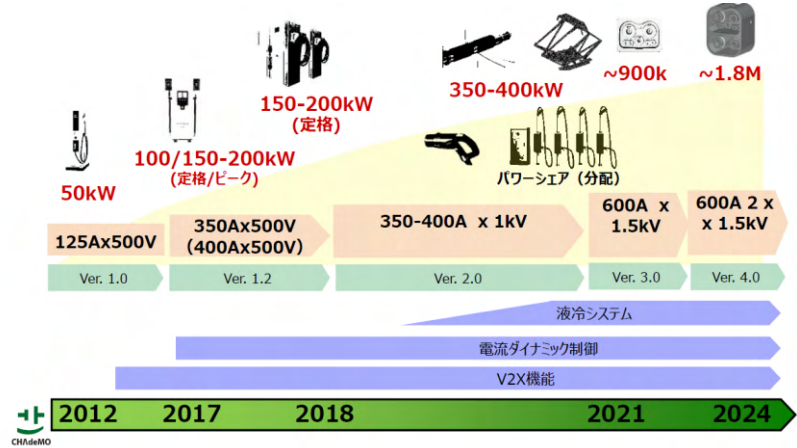 50kW
100/150-200kW
(定格/ピーク)
150-200kW
(定格)
350-400kW
~900k
~1.8M
パワーシェア（分配）
125Ax500V
350Ax500V
（400Ax500V）
350-400A x 1kV
600A x
1.5kV
600A 2 x
x 1.5kV
Ver. 1.0
Ver. 1.2
Ver. 2.0
Ver. 3.0
Ver. 4.0
液冷システム
電流ダイナミック制御
V2X機能
CHAdeMO
2012
2017
2018
2021
2024